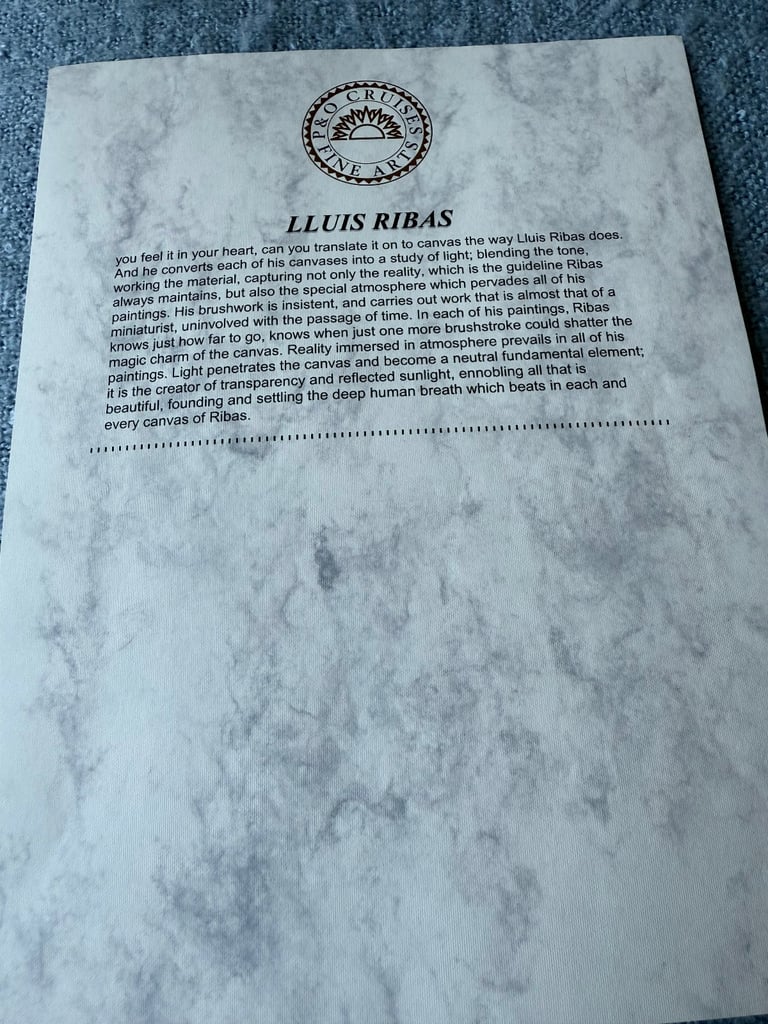 P&O CRUISES
FINE ARTS
LLUIS RIBAS
you feel it in your heart, can you translate it on to canvas the way Lluis Ribas does.
And he converts each of his canvases into a study of light; blending the tone,
working the material, capturing not only the reality, which is the guideline Ribas
always maintains, but also the special atmosphere which pervades all of his
paintings. His brushwork is insistent, and carries out work that is almost that of a
miniaturist, uninvolved with the passage of time. In each of his paintings, Ribas
knows just how far to go, knows when just one more brushstroke could shatter the
magic charm of the canvas. Reality immersed in atmosphere prevails in all of his
paintings. Light penetrates the canvas and become a neutral fundamental element;
it is the creator of transparency and reflected sunlight, ennobling all that is
beautiful, founding and settling the deep human breath which beats in each and
every canvas of Ribas.